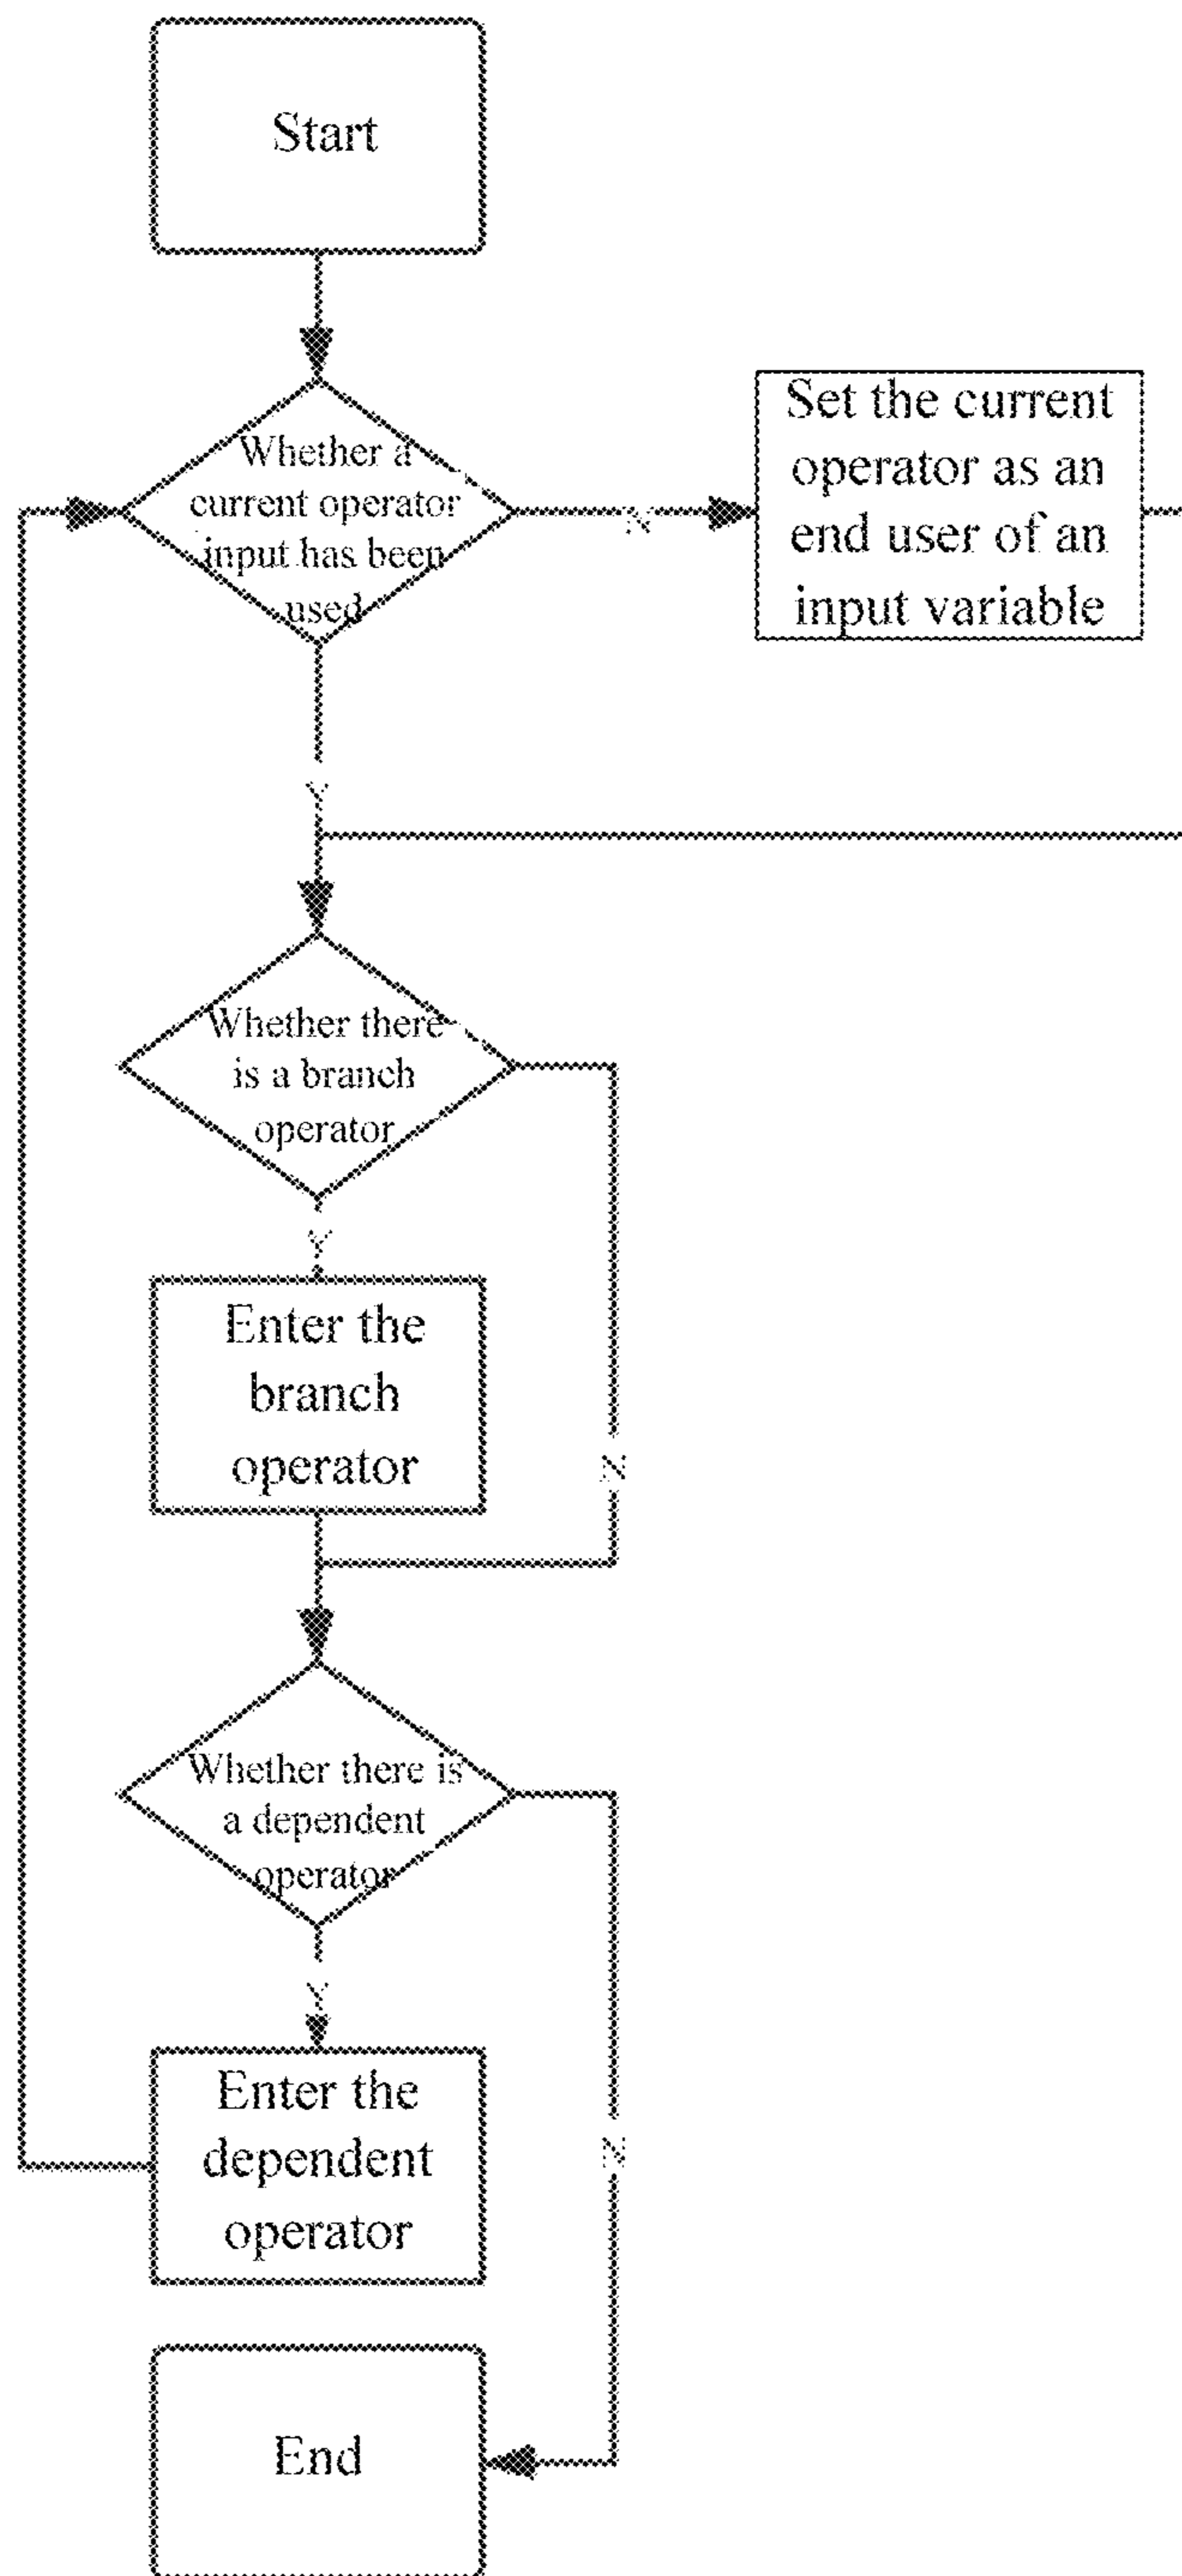 Start
Whether a
current operator
input has been
used
N
Set the current
operator as an
end user of an
input variable
Y
Whether there
is a branch
operator
Y
Enter the
branch
operator
N
Whether there is
a dependent
operator
Y
Enter the
dependent
operator
N
End